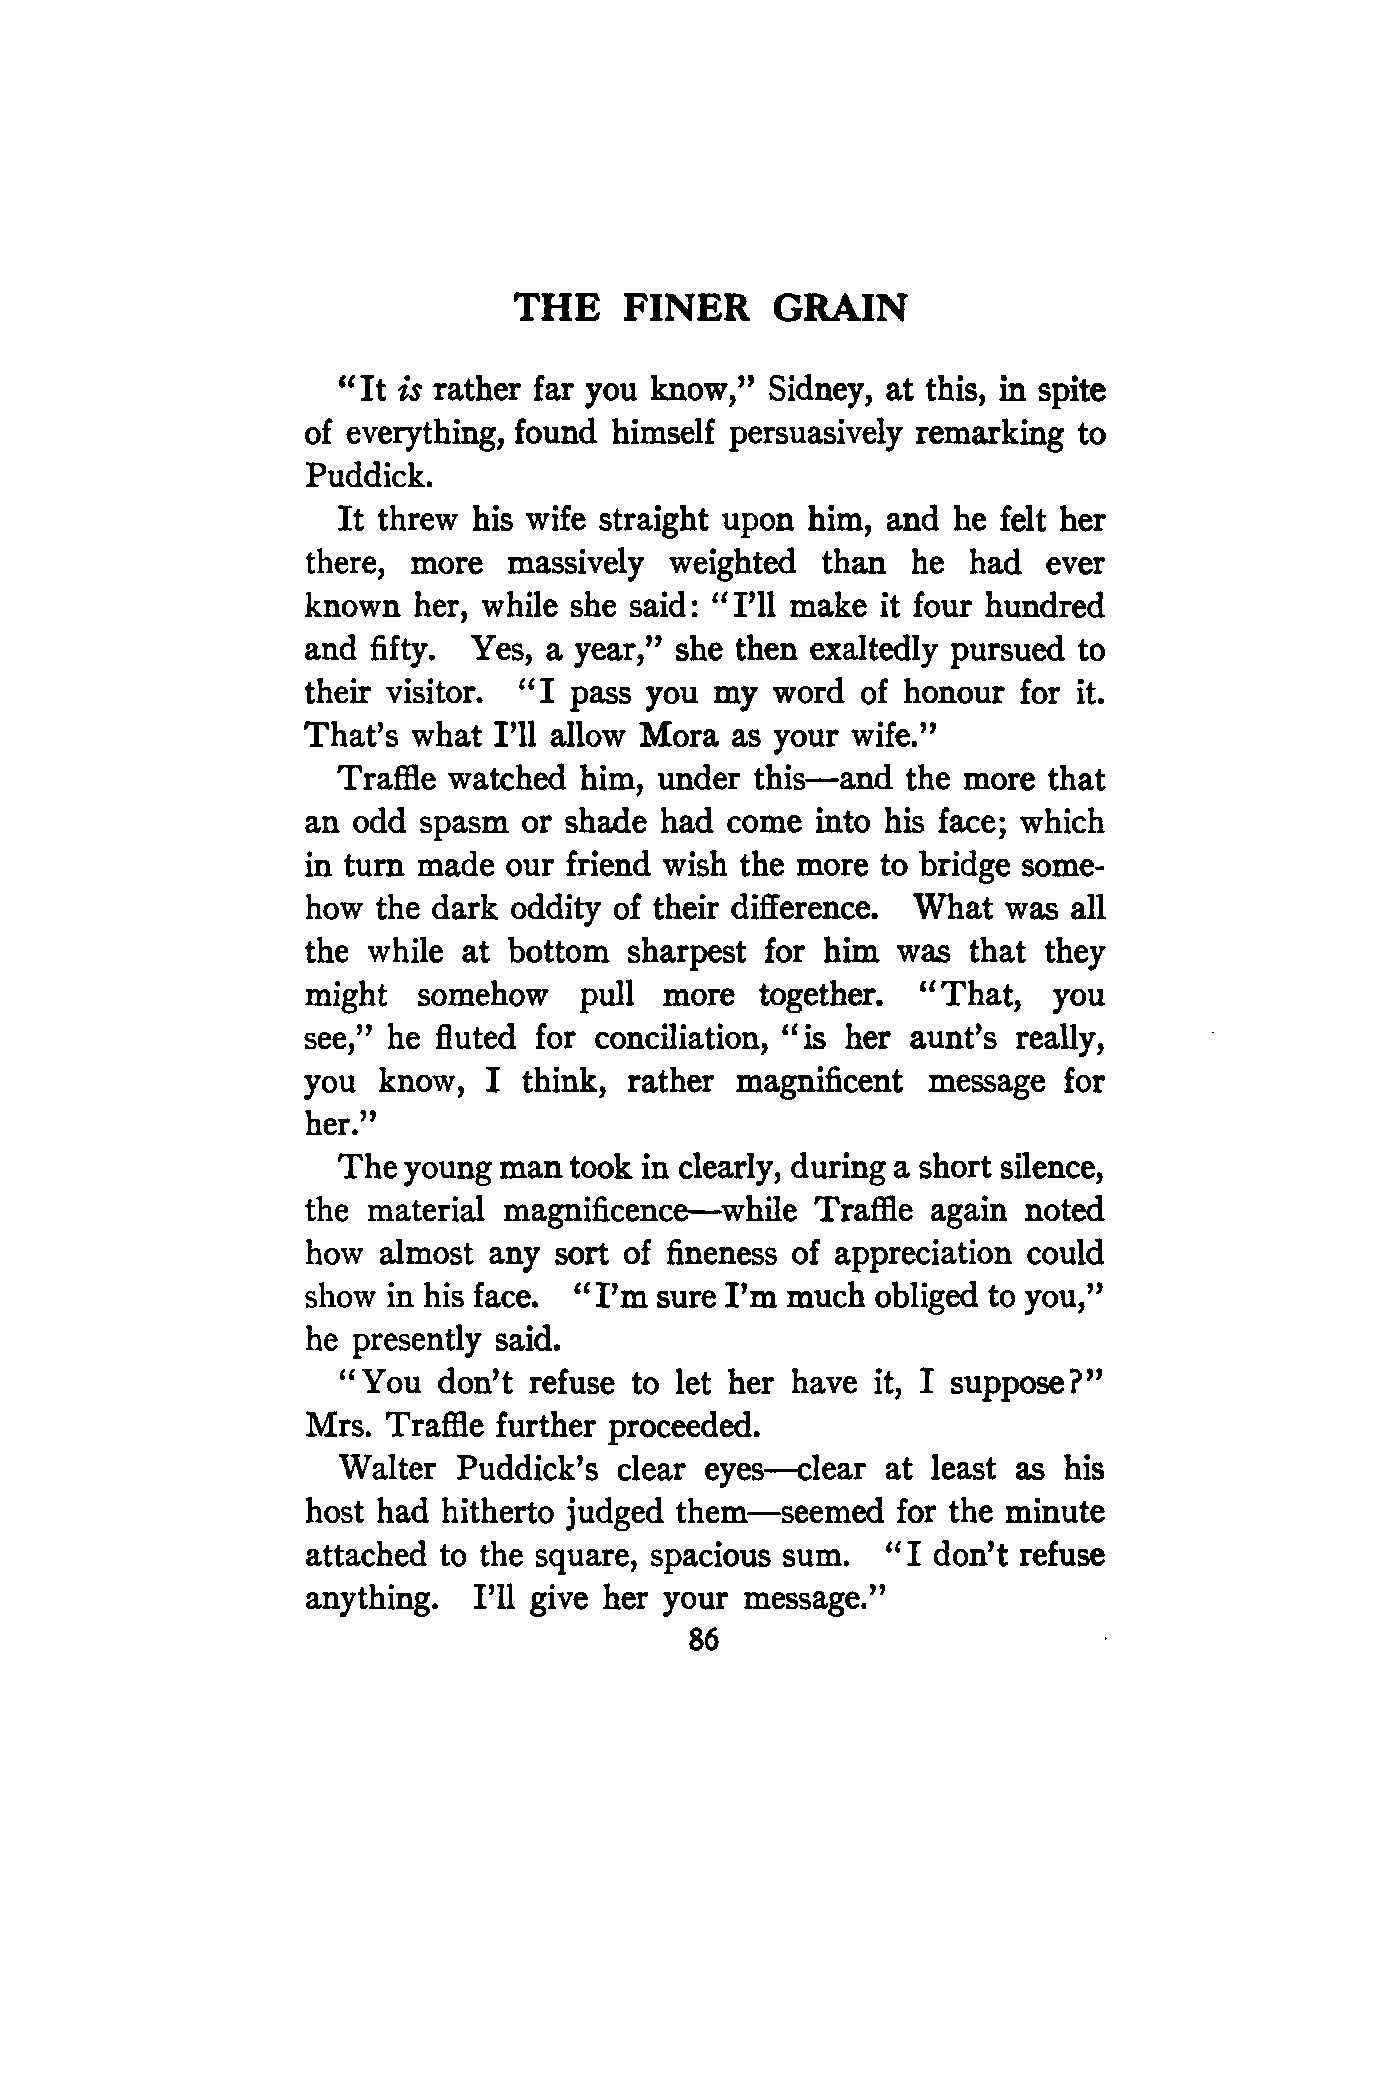 THE FINER GRAIN
“It is rather far you know,” Sidney, at this, in spite
of everything, found himself persuasively remarking to
Puddick.
It threw his wife straight upon him, and he felt her
there, more massively weighted than he had ever
known her, while she said: “I’ll make it four hundred
and fifty. Yes, a year,” she then exaltedly pursued to
their visitor. “I pass you my word of honour for it.
That’s what I’ll allow Mora as your wife.”
Traffle watched him, under this—and the more that
an odd spasm or shade had come into his face; which
in turn made our friend wish the more to bridge some-
how the dark oddity of their difference. What was all
the while at bottom sharpest for him was that they
might somehow pull more together. “That, you
see,” he fluted for conciliation, “is her aunt’s really,
you know, I think, rather magnificent message for
her.”
The young man took in clearly, during a short silence,
the material magnificence—while Traffle again noted
how almost any sort of fineness of appreciation could
show in his face. “I’m sure I’m much obliged to you,”
he presently said.
“You don’t refuse to let her have it, I suppose?”
Mrs. Traffle further proceeded.
Walter Puddick’s clear eyes—clear at least as his
host had hitherto judged them—seemed for the minute
attached to the square, spacious sum. “I don’t refuse
anything. I’ll give her your message.”
86